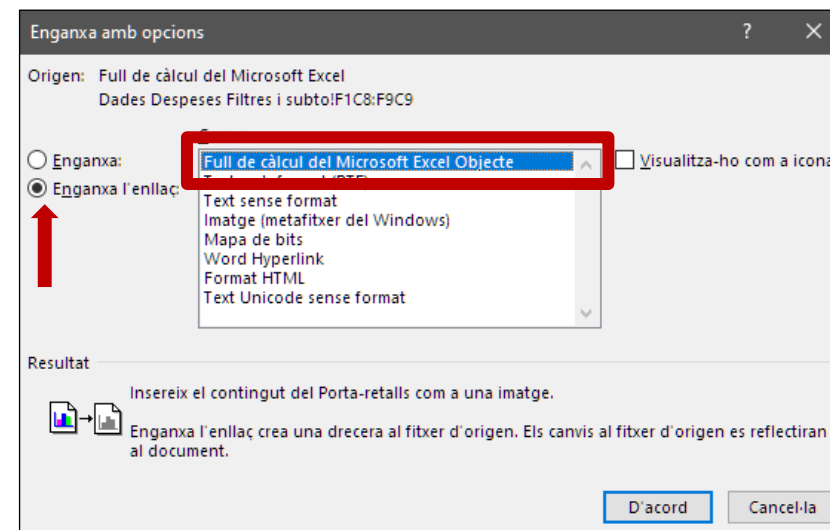 Enganxa amb opcions
?
Origen: Full de càlcul del Microsoft Excel
Dades Despeses Filtres i subto!F1C8:F9C9
Enganxa:
Full de càlcul del Microsoft Excel Objecte
Visualitza-ho com a icona
Enganxa l'enllaç:
Text sense format
Imatge (metafitxer del Windows)
Mapa de bits
Word Hyperlink
Format HTML
Text Unicode sense format
Resultat
Insereix el contingut del Porta-retalls com a una imatge.
Enganxa l'enllaç crea una drecera al fitxer d'origen. Els canvis al fitxer d'origen es reflectiran
al document.
D'acord
Cancel·la